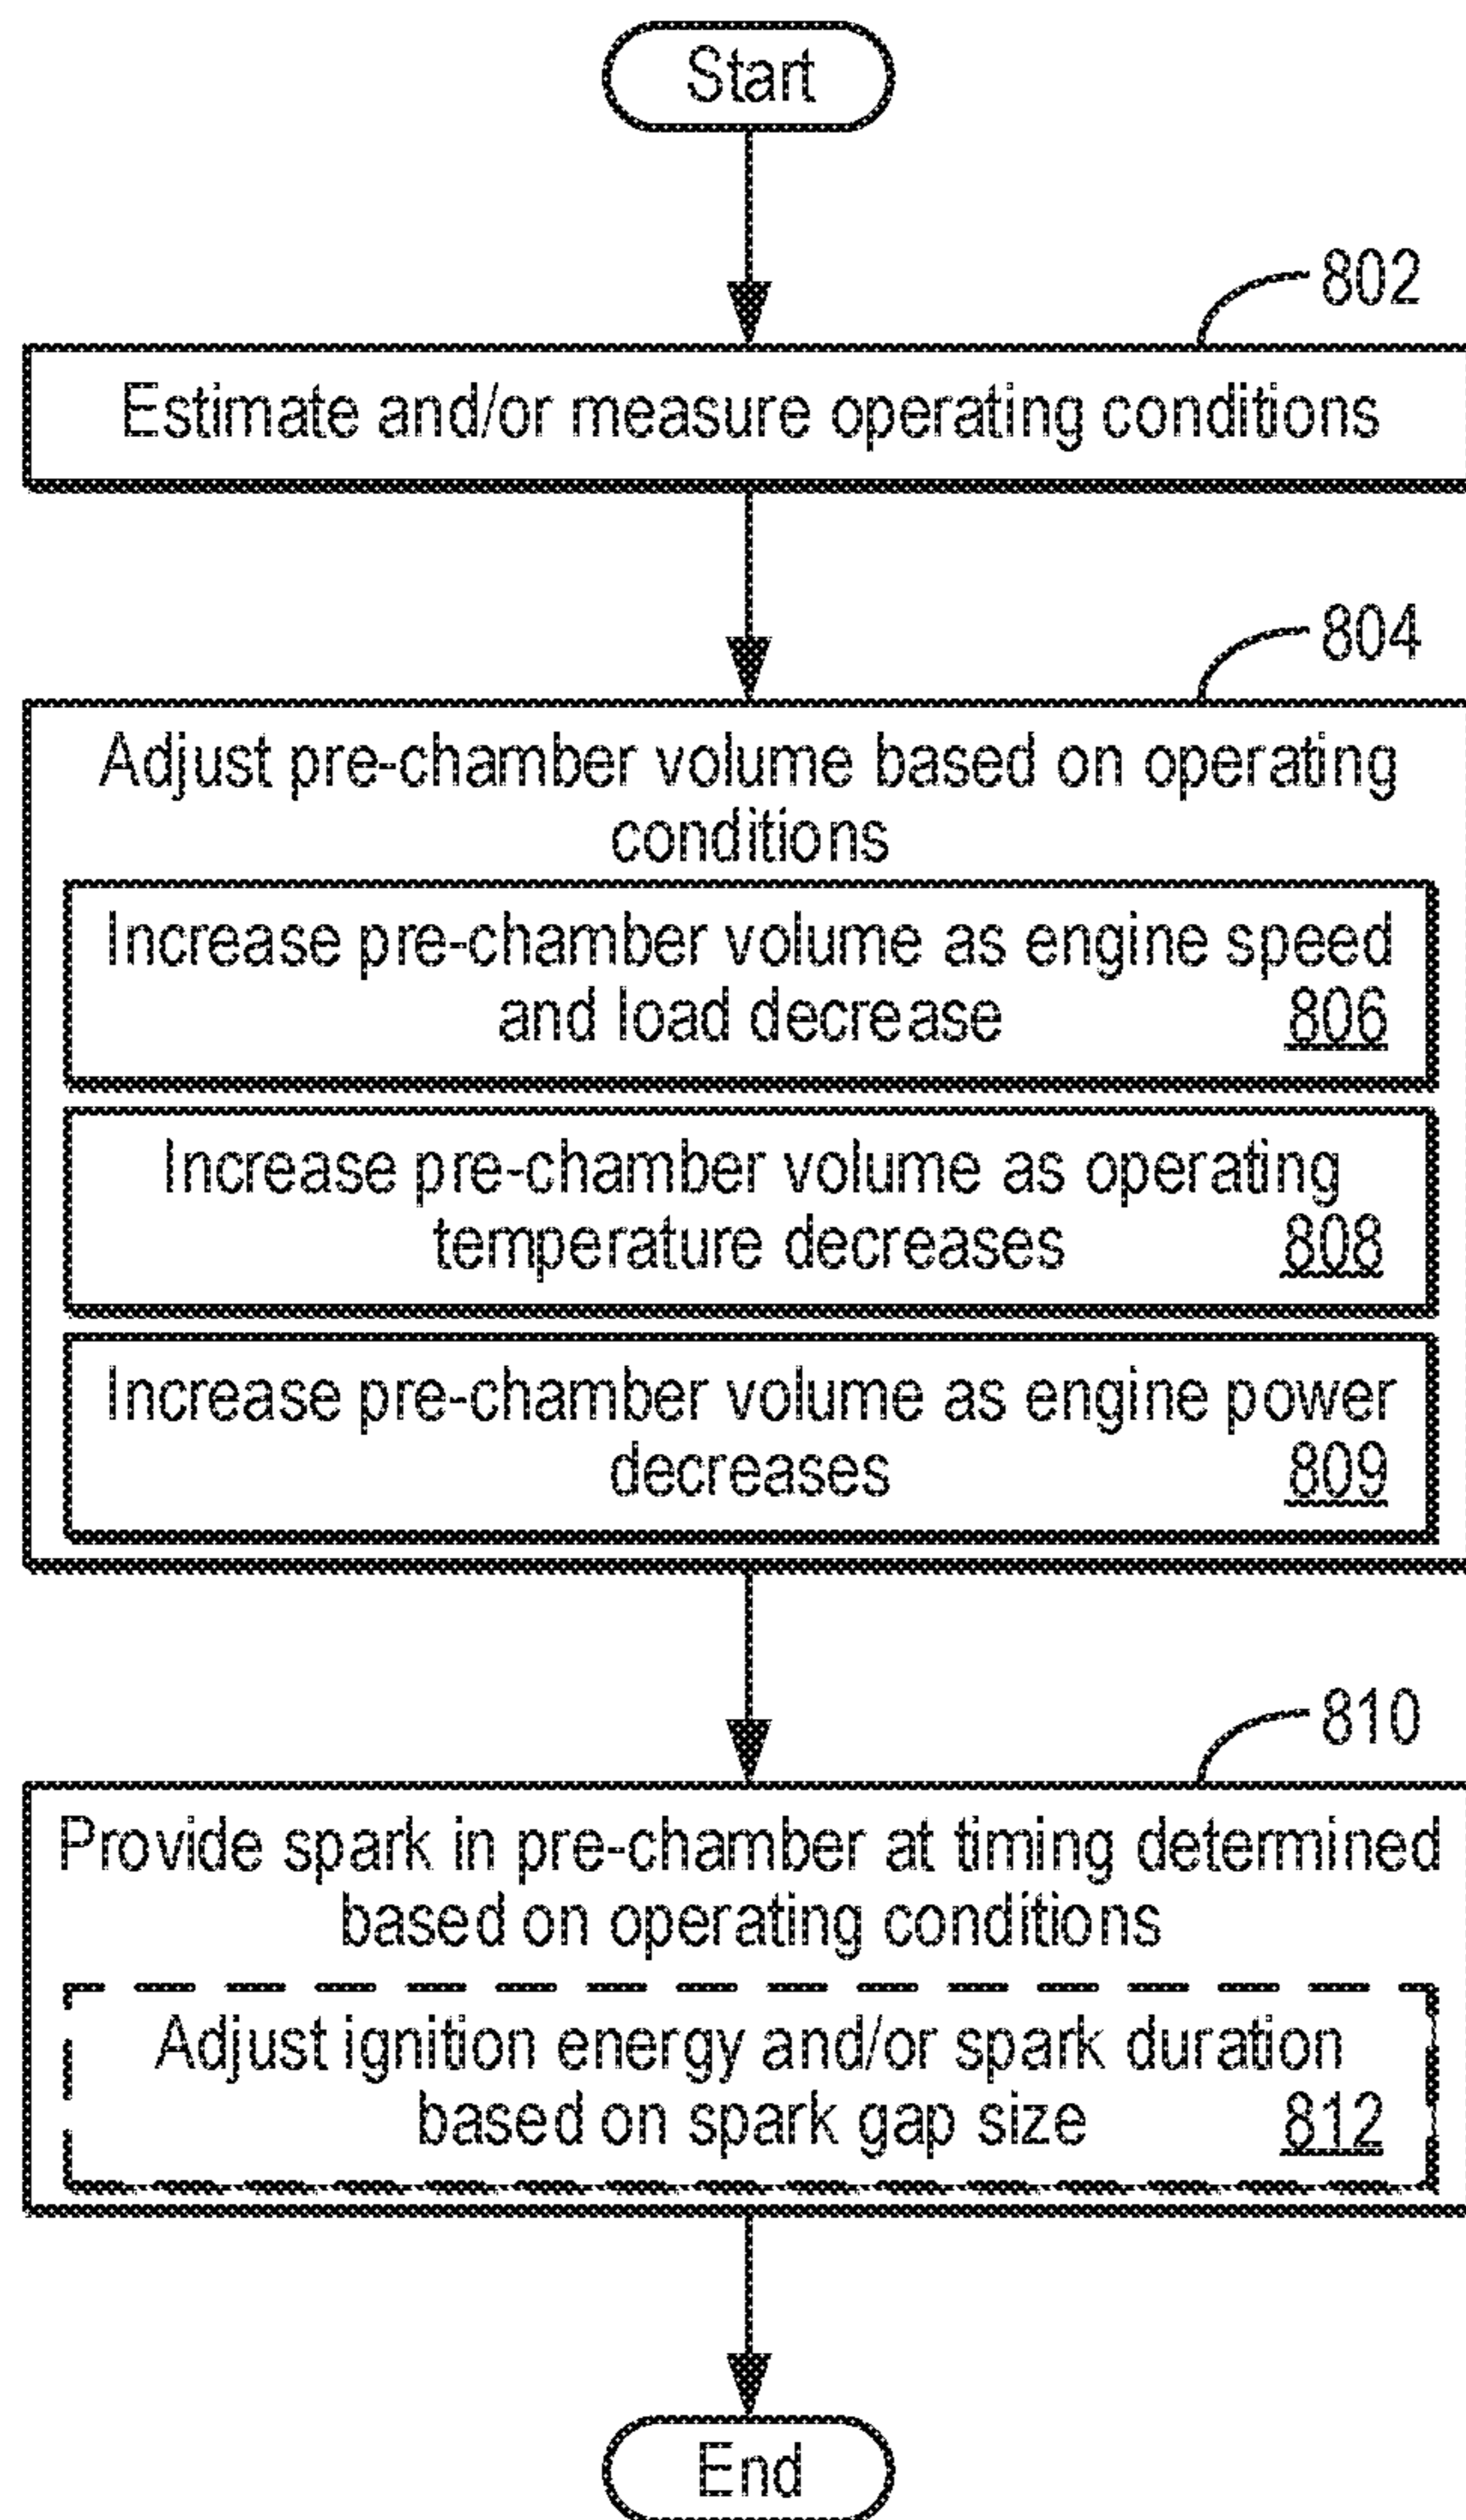 Start
802
Estimate and/or measure operating conditions
804
Adjust pre-chamber volume based on operating
conditions
Increase pre-chamber volume as engine speed
and load decrease 806
Increase pre-chamber volume as operating
temperature decreases 808
Increase pre-chamber volume as engine power
decreases 809
810
Provide spark in pre-chamber at timing determined
based on operating conditions
Adjust ignition energy and/or spark duration
based on spark gap size 812
End